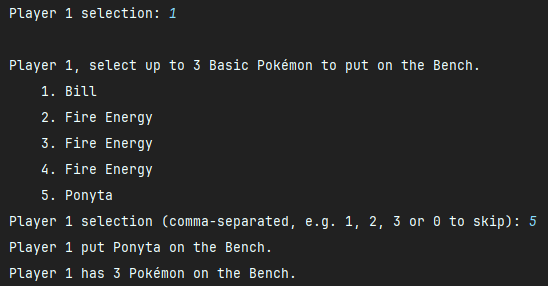 Player 1 selection: 1
Player 1, select up to 3 Basic Pokémon to put on the Bench.
1. Bill
2. Fire Energy
3. Fire Energy
4. Fire Energy
5. Ponyta
Player 1 selection (comma-separated, e.g. 1, 2, 3 or 0 to skip): 5
Player 1 put Ponyta on the Bench.
Player 1 has 3 Pokémon on the Bench.